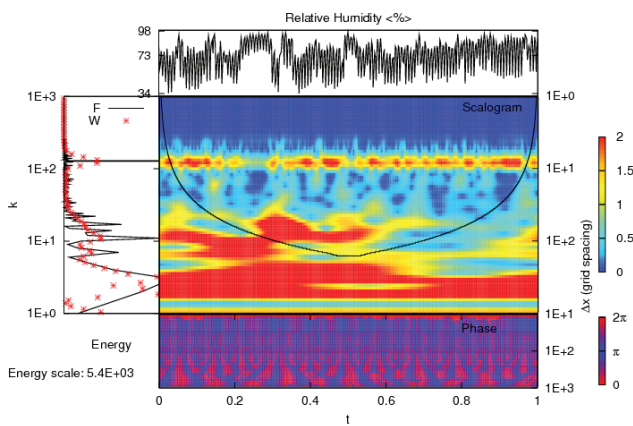 Relative Humidity <%>
98
73
34
1E+3
1E+0
F
W
Scalogram
1E+2
1E+1
k
1E+1
1E+2
1E+0
1E+1
2
1.5
1
0.5
0
Δx (grid spacing)
Phase
Energy
1E+2
Energy scale: 5.4E+03
1E+3
2π
π
0
0
0.2
0.4
0.6
0.8
1
t